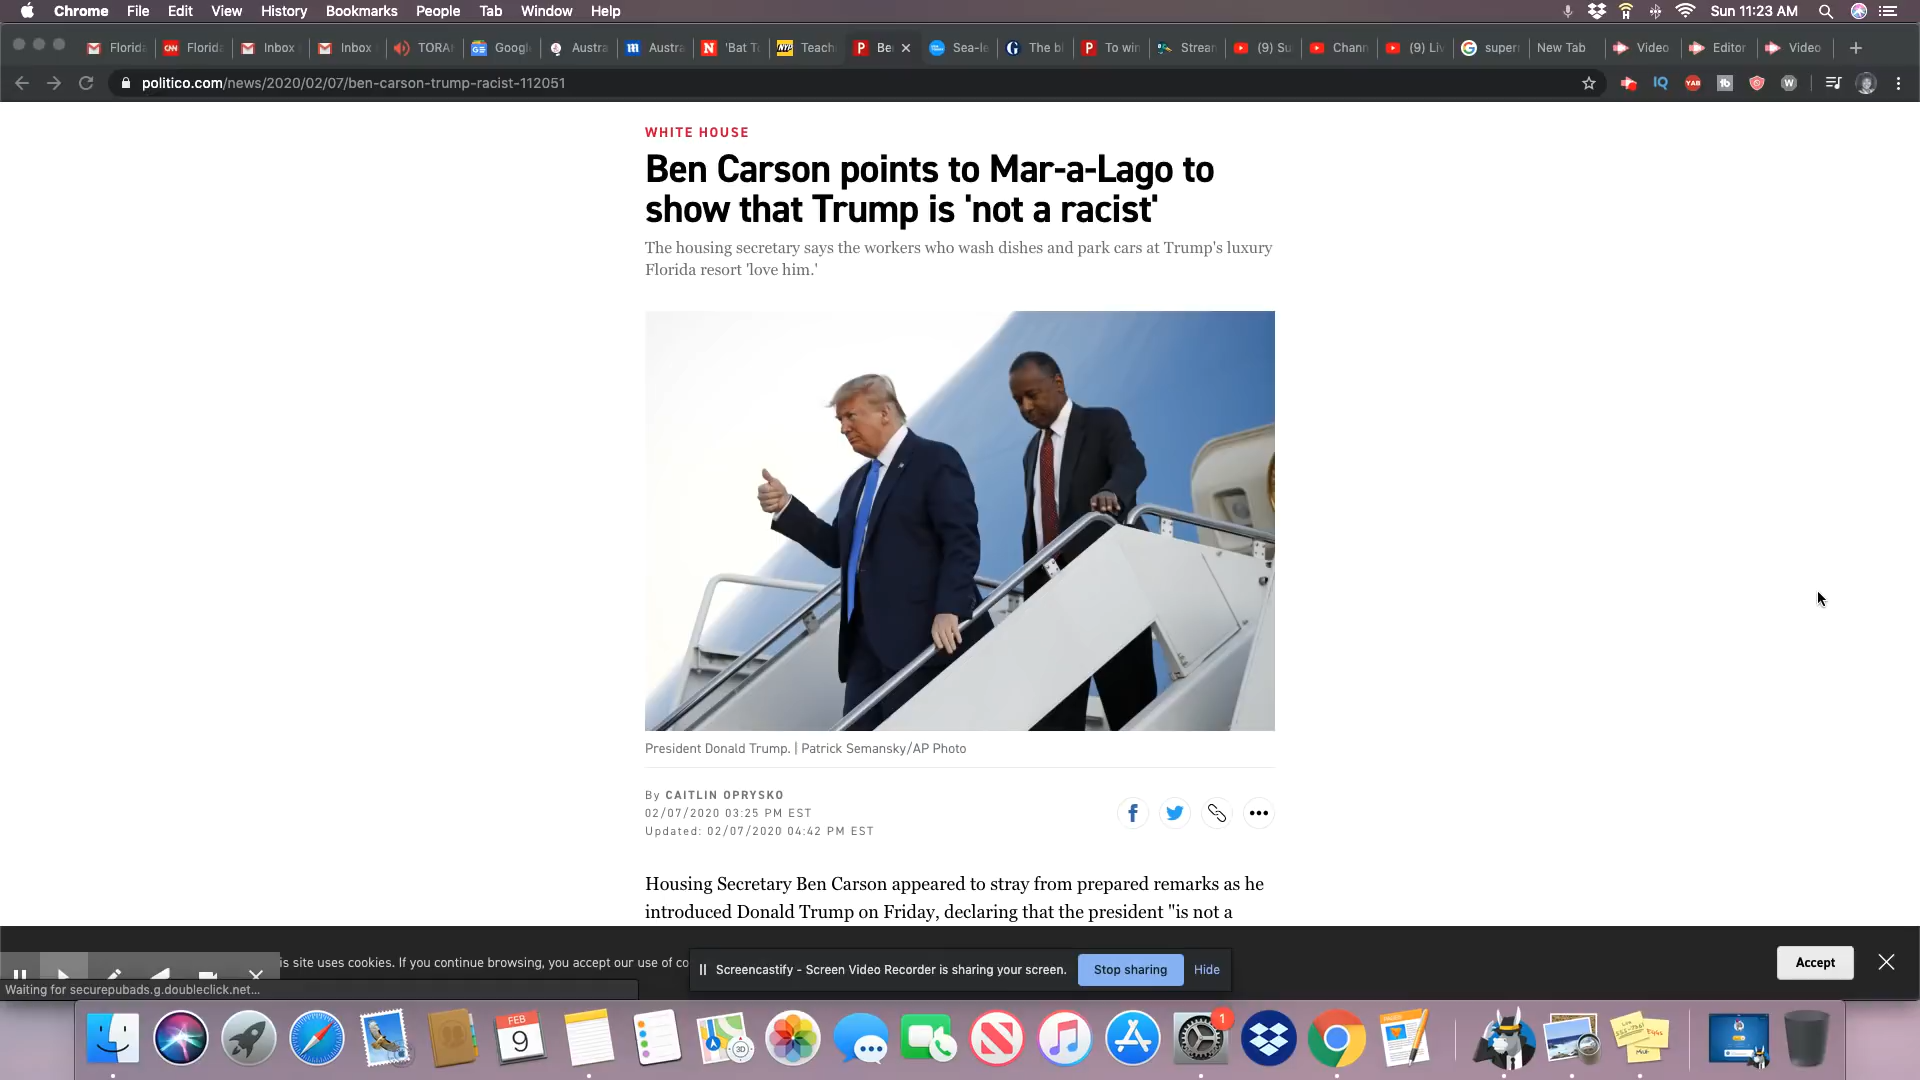 Chrome File Edit View History Bookmarks People Tab Window Help Sun 11:23 AM
Florida Florida Inbox Inbox TORA Google Austra Austra 'Bat T Teach Be Sea-le The bl To win Stream (9) Su Chann (9) Liv super New Tab Video Editor Video
politico.com/news/2020/02/07/ben-carson-trump-racist-112051
WHITE HOUSE
Ben Carson points to Mar-a-Lago to
show that Trump is 'not a racist'
The housing secretary says the workers who wash dishes and park cars at Trump's luxury
Florida resort 'love him.'
President Donald Trump. | Patrick Semansky/AP Photo
By CAITLIN OPRYSKO
02/07/2020 03:25 PM EST
Updated: 02/07/2020 04:42 PM EST
Housing Secretary Ben Carson appeared to stray from prepared remarks as he
introduced Donald Trump on Friday, declaring that the president "is not a
is site uses cookies. If you continue browsing, you accept our use of co
Screencastify - Screen Video Recorder is sharing your screen. Stop sharing Hide
Accept
Waiting for securepubads.g.doubleclick.net...
FEB
9
3D
1